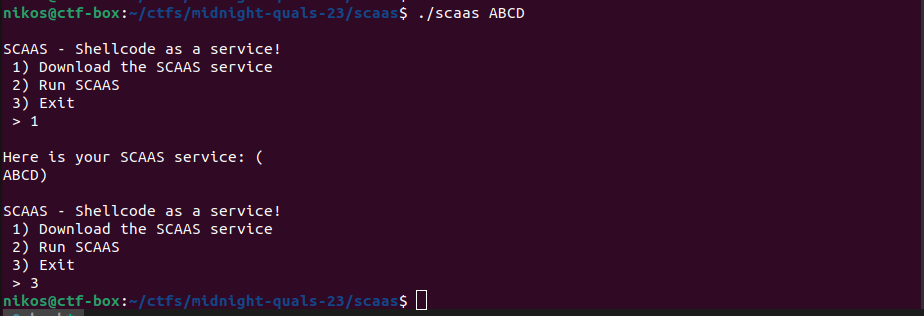 nikos@ctf-box:~/ctfs/midnight-quals-23/scaas$ ./scaas ABCD
SCAAS - Shellcode as a service!
1) Download the SCAAS service
2) Run SCAAS
3) Exit
> 1
Here is your SCAAS service: (
ABCD)
SCAAS - Shellcode as a service!
1) Download the SCAAS service
2) Run SCAAS
3) Exit
> 3
nikos@ctf-box:~/ctfs/midnight-quals-23/scaas$